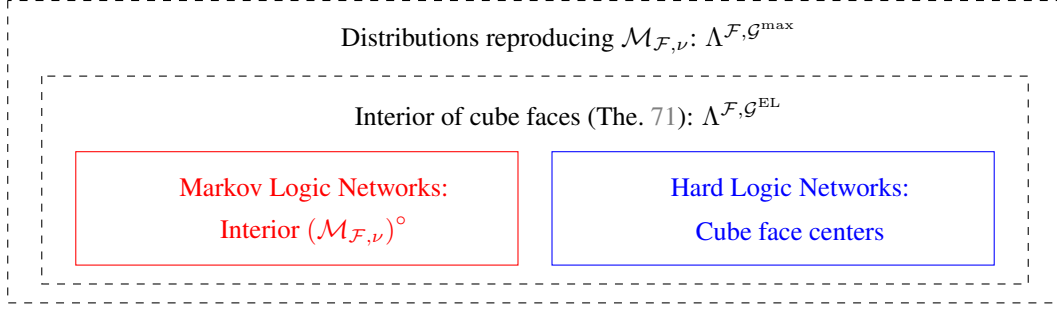 Distributions reproducing $\mathcal{M}_{\mathcal{F},\nu}$: $\Lambda^{\mathcal{F},\mathcal{G}^{\max}}$
Interior of cube faces (The. 71): $\Lambda^{\mathcal{F},\mathcal{G}^{\mathrm{EL}}}$
Markov Logic Networks:
Interior $(\mathcal{M}_{\mathcal{F},\nu})^{\circ}$
Hard Logic Networks:
Cube face centers